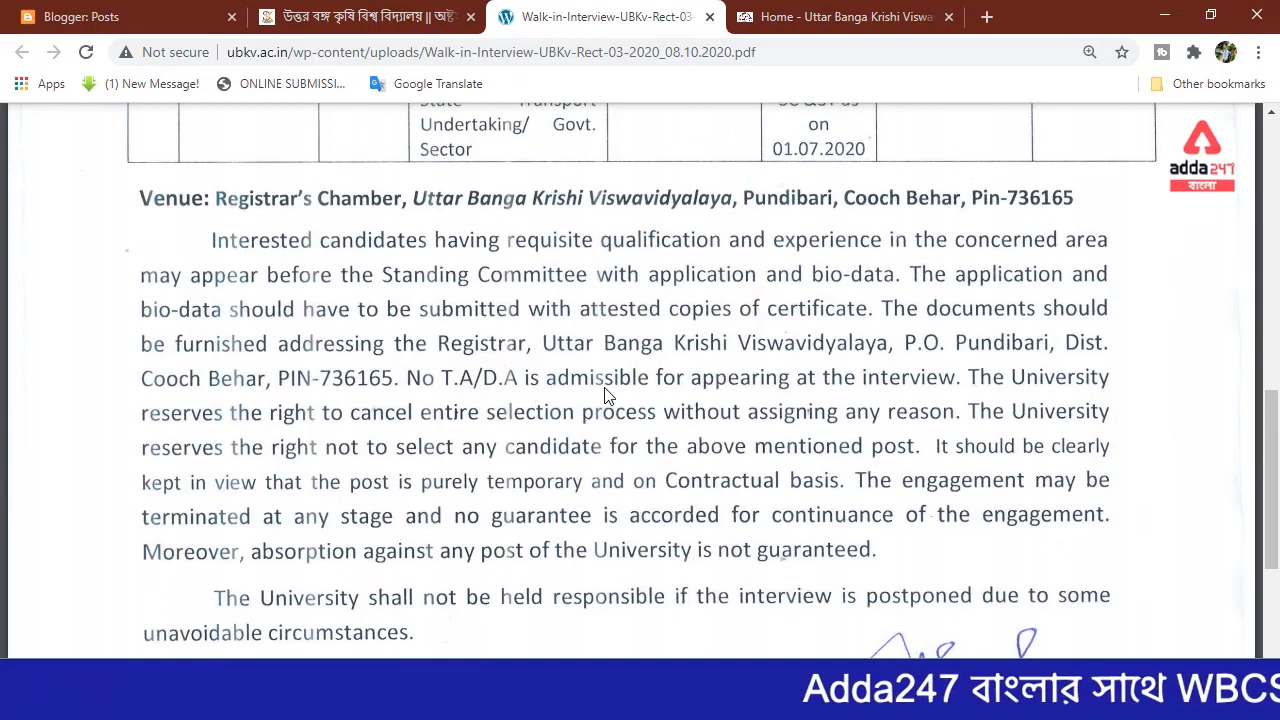 Blogger: Posts
উত্তর বঙ্গ কৃষি বিশ্ব বিদ্যালয় || অষ্ট
Walk-in-Interview-UBKv-Rect-03-
Home - Uttar Banga Krishi Viswa
Not secure
ubkv.ac.in/wp-content/uploads/Walk-in-Interview-UBKv-Rect-03-2020_08.10.2020.pdf
Apps
(1) New Message!
ONLINE SUBMISSI...
Google Translate
Other bookmarks
State Transport
Undertaking/ Govt.
Sector
SC &ST as
on
01.07.2020
adda247
বাংলা
Venue: Registrar's Chamber, Uttar Banga Krishi Viswavidyalaya, Pundibari, Cooch Behar, Pin-736165
Interested candidates having requisite qualification and experience in the concerned area
may appear before the Standing Committee with application and bio-data. The application and
bio-data should have to be submitted with attested copies of certificate. The documents should
be furnished addressing the Registrar, Uttar Banga Krishi Viswavidyalaya, P.O. Pundibari, Dist.
Cooch Behar, PIN-736165. No T.A/D.A is admissible for appearing at the interview. The University
reserves the right to cancel entire selection process without assigning any reason. The University
reserves the right not to select any candidate for the above mentioned post. It should be clearly
kept in view that the post is purely temporary and on Contractual basis. The engagement may be
terminated at any stage and no guarantee is accorded for continuance of the engagement.
Moreover, absorption against any post of the University is not guaranteed.
The University shall not be held responsible if the interview is postponed due to some
unavoidable circumstances.
Adda247 বাংলার সাথে WBCS